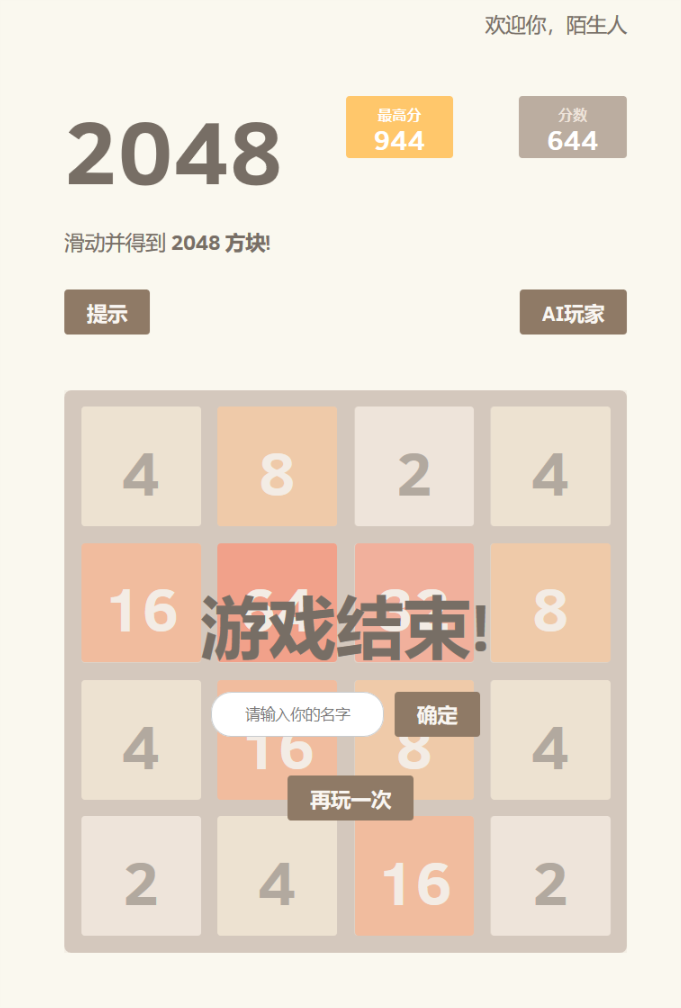 欢迎你，陌生人
2048
最高分
944
分数
644
滑动并得到 2048 方块!
提示
AI玩家
4 8 2 4
16 64 32 8
游戏结束!
请输入你的名字
确定
4 16 8 4
再玩一次
2 4 16 2